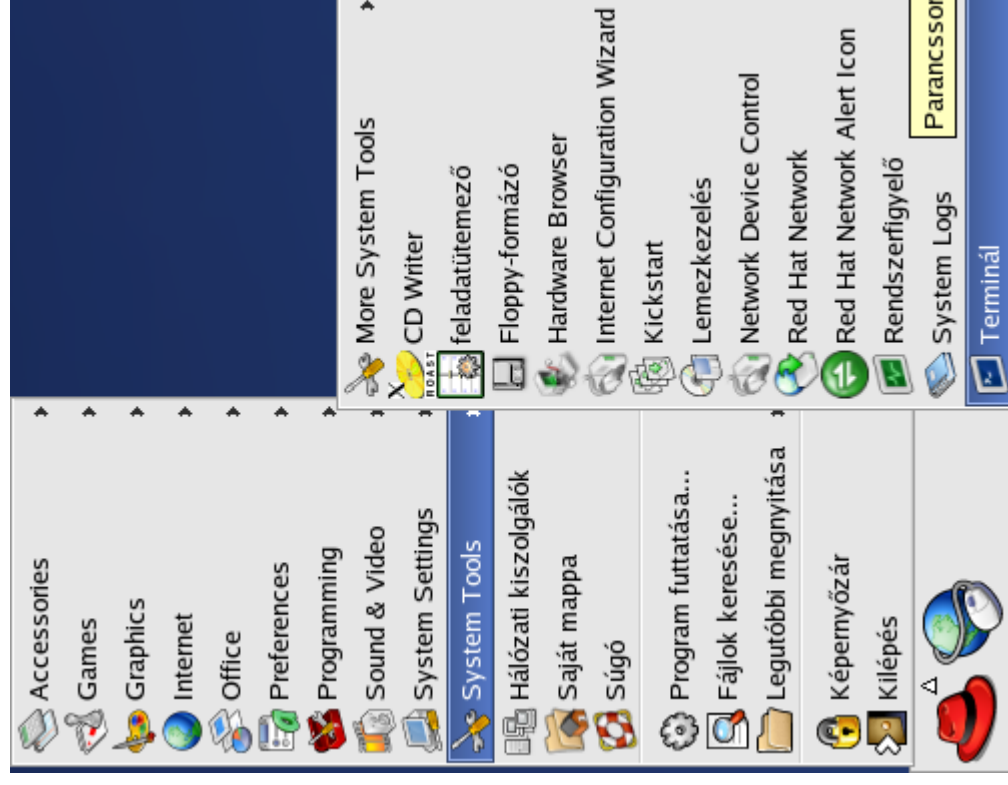 Accessories
Games
Graphics
Internet
Office
Preferences
Programming
Sound & Video
System Settings
System Tools
Hálózati kiszolgálók
Saját mappa
Súgó
Program futtatása...
Fájlok keresése...
Legutóbbi megnyitása
Képernyőzár
Kilépés
More System Tools
X CD Writer
ROAST
feladatütemező
Floppy-formázó
Hardware Browser
Internet Configuration Wizard
Kickstart
Lemezkezelés
Network Device Control
Red Hat Network
Red Hat Network Alert Icon
Rendszerfigyelő
System Logs
Terminál
Parancssor